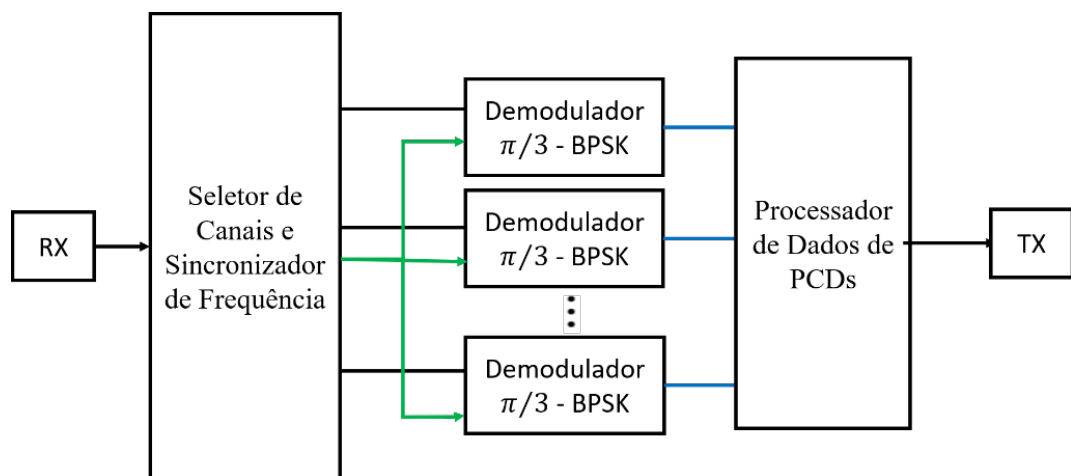 RX
Seletor de
Canais e
Sincronizador
de Frequência
Demodulador
π/3 - BPSK
Demodulador
π/3 - BPSK
Demodulador
π/3 - BPSK
Processador
de Dados de
PCDs
TX